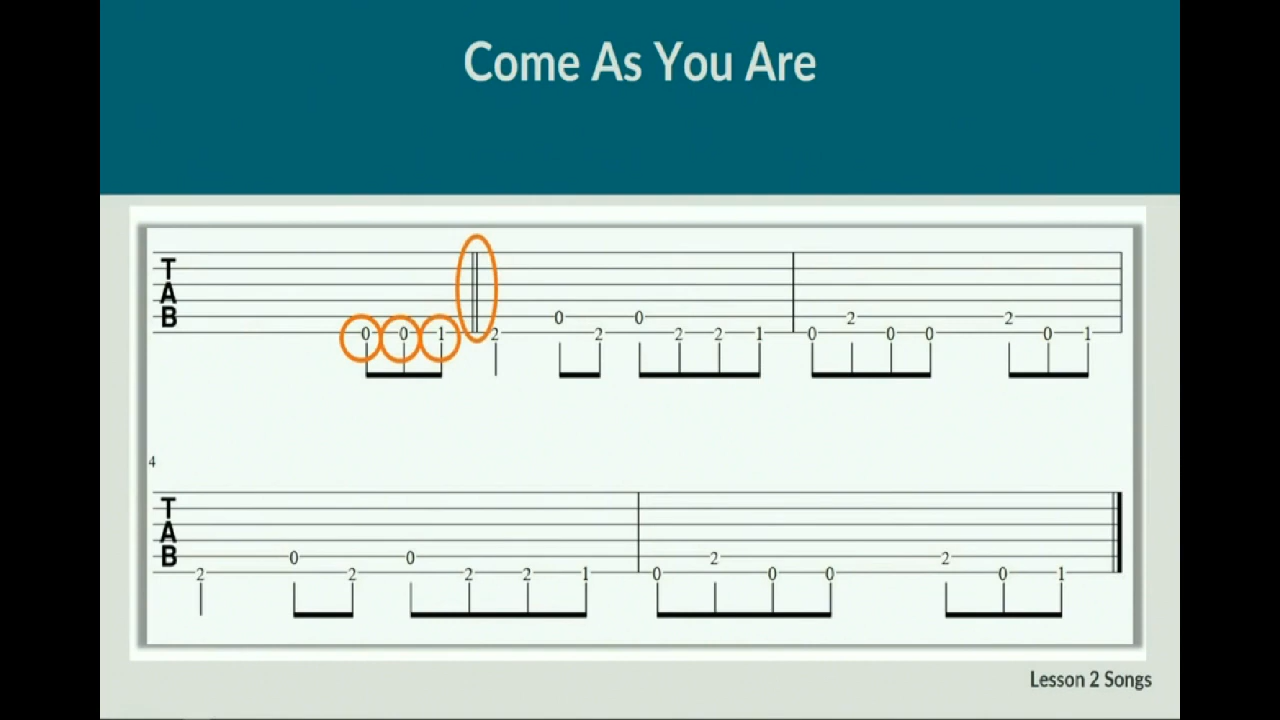 Come As You Are
T
A
B
0 0 1 2 0 2 0 2 2 1 0 2 0 0 2 0 1
4
T
A
B
2 0 2 0 2 2 1 0 2 0 0 2 0 1
Lesson 2 Songs